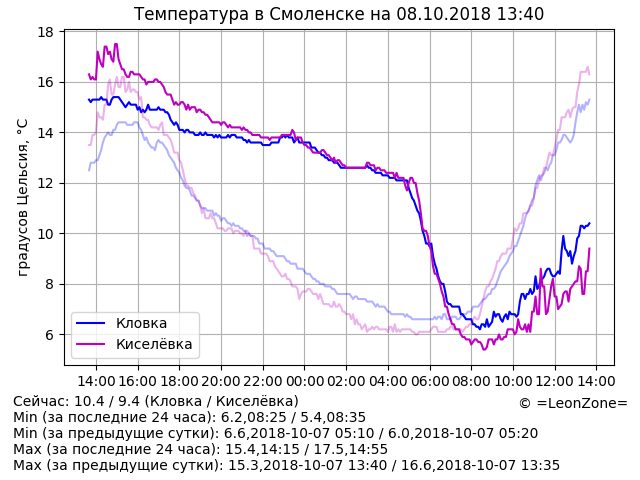 Температура в Смоленске на 08.10.2018 13:40
18
16
14
12
10
8
6
градусов Цельсия, °C
Кловка
Киселёвка
14:00 16:00 18:00 20:00 22:00 00:00 02:00 04:00 06:00 08:00 10:00 12:00 14:00
Сейчас: 10.4 / 9.4 (Кловка / Киселёвка)
© =LeonZone=
Min (за последние 24 часа): 6.2,08:25 / 5.4,08:35
Min (за предыдущие сутки): 6.6,2018-10-07 05:10 / 6.0,2018-10-07 05:20
Max (за последние 24 часа): 15.4,14:15 / 17.5,14:55
Max (за предыдущие сутки): 15.3,2018-10-07 13:40 / 16.6,2018-10-07 13:35